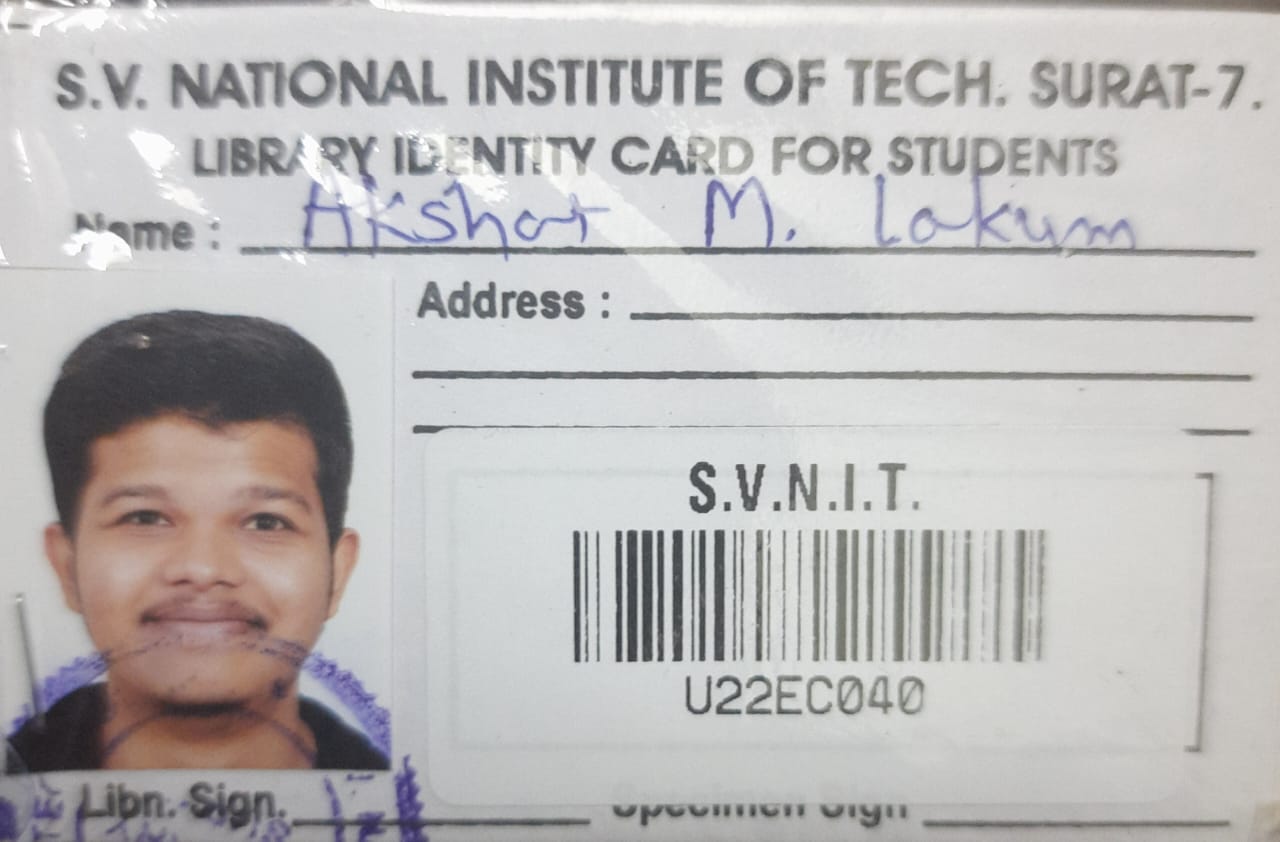 S.V. NATIONAL INSTITUTE OF TECH. SURAT-7.
LIBRARY IDENTITY CARD FOR STUDENTS
Name : Akshat M. Lakum
Address :
S.V.N.I.T.
U22EC040
Libn. Sign. Specimen Sign